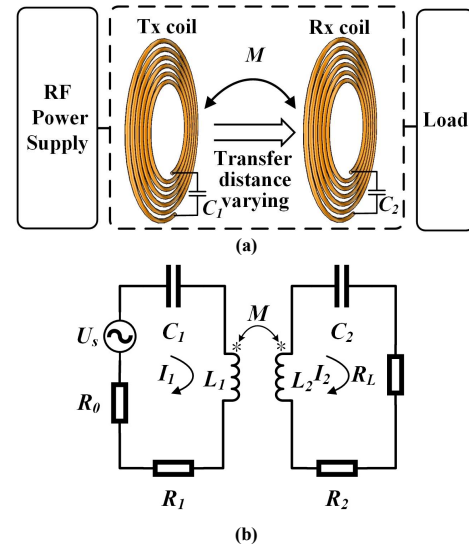 Tx coil
Rx coil
M
RF
Power
Supply
Load
Transfer
distance
varying
C1
C2
(a)
C1
M
C2
Us
I1
L1
L2
I2
RL
R0
R1
R2
(b)